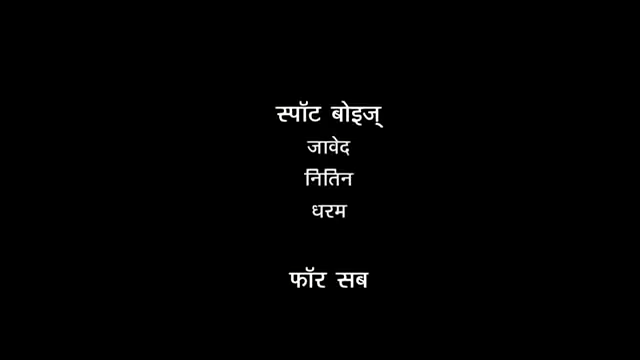 स्पॉट बोइज्
जावेद
नितिन
धरम
फॉर सब